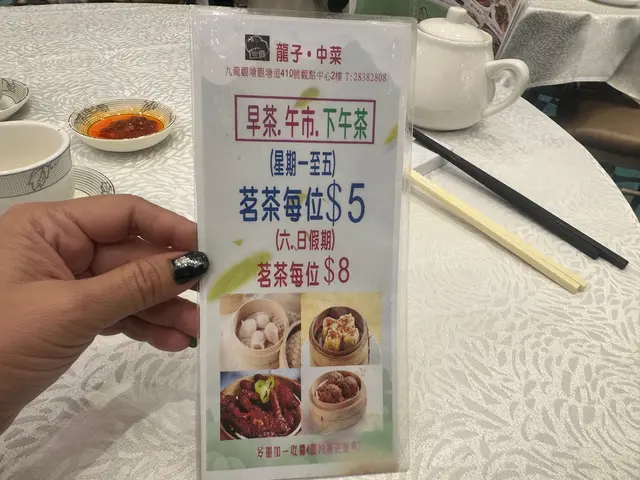 龍子·中菜
九龍觀塘觀塘道410號觀點中心2樓 T:28382808
早茶.午市.下午茶
(星期一至五)
茗茶每位$5
(六、日假期)
茗茶每位$8